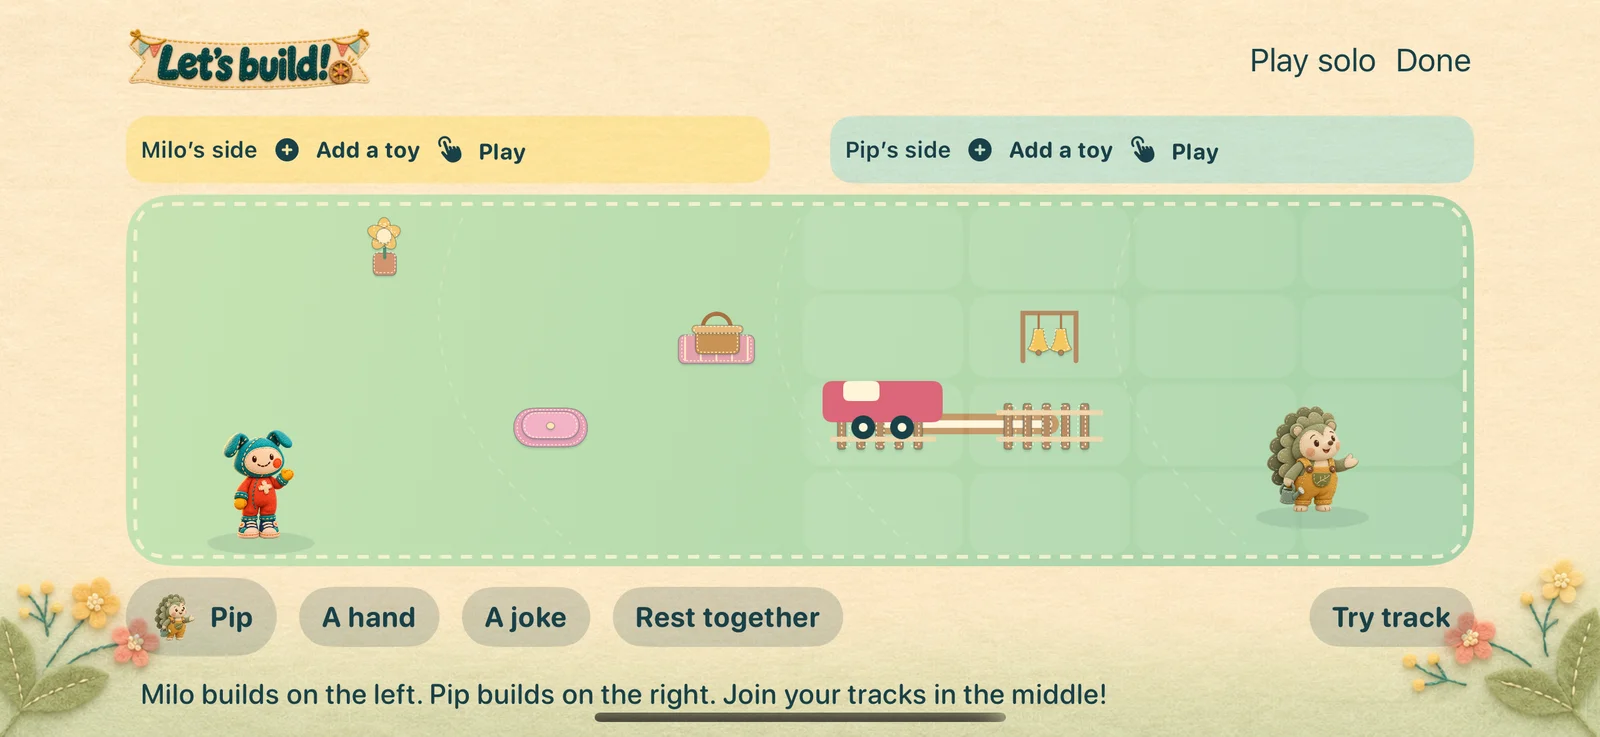 Let's build!
Play solo Done
Milo's side Add a toy Play
Pip's side Add a toy Play
Pip A hand A joke Rest together Try track
Milo builds on the left. Pip builds on the right. Join your tracks in the middle!